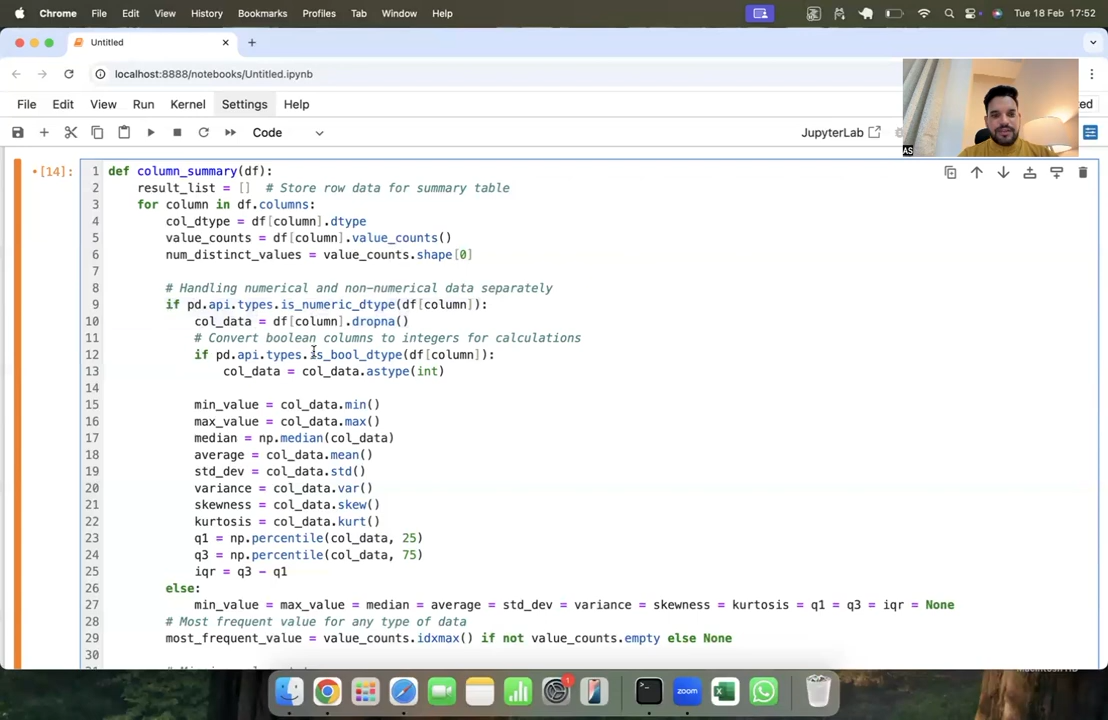 Chrome File Edit View History Bookmarks Profiles Tab Window Help Tue 18 Feb 17:52
Untitled
localhost:8888/notebooks/Untitled.ipynb
File Edit View Run Kernel Settings Help
Code JupyterLab
AS
[14]:
1 def column_summary(df):
2 result_list = [] # Store row data for summary table
3 for column in df.columns:
4 col_dtype = df[column].dtype
5 value_counts = df[column].value_counts()
6 num_distinct_values = value_counts.shape[0]
7
8 # Handling numerical and non-numerical data separately
9 if pd.api.types.is_numeric_dtype(df[column]):
10 col_data = df[column].dropna()
11 # Convert boolean columns to integers for calculations
12 if pd.api.types.is_bool_dtype(df[column]):
13 col_data = col_data.astype(int)
14
15 min_value = col_data.min()
16 max_value = col_data.max()
17 median = np.median(col_data)
18 average = col_data.mean()
19 std_dev = col_data.std()
20 variance = col_data.var()
21 skewness = col_data.skew()
22 kurtosis = col_data.kurt()
23 q1 = np.percentile(col_data, 25)
24 q3 = np.percentile(col_data, 75)
25 iqr = q3 - q1
26 else:
27 min_value = max_value = median = average = std_dev = variance = skewness = kurtosis = q1 = q3 = iqr = None
28 # Most frequent value for any type of data
29 most_frequent_value = value_counts.idxmax() if not value_counts.empty else None
30
1
zoom